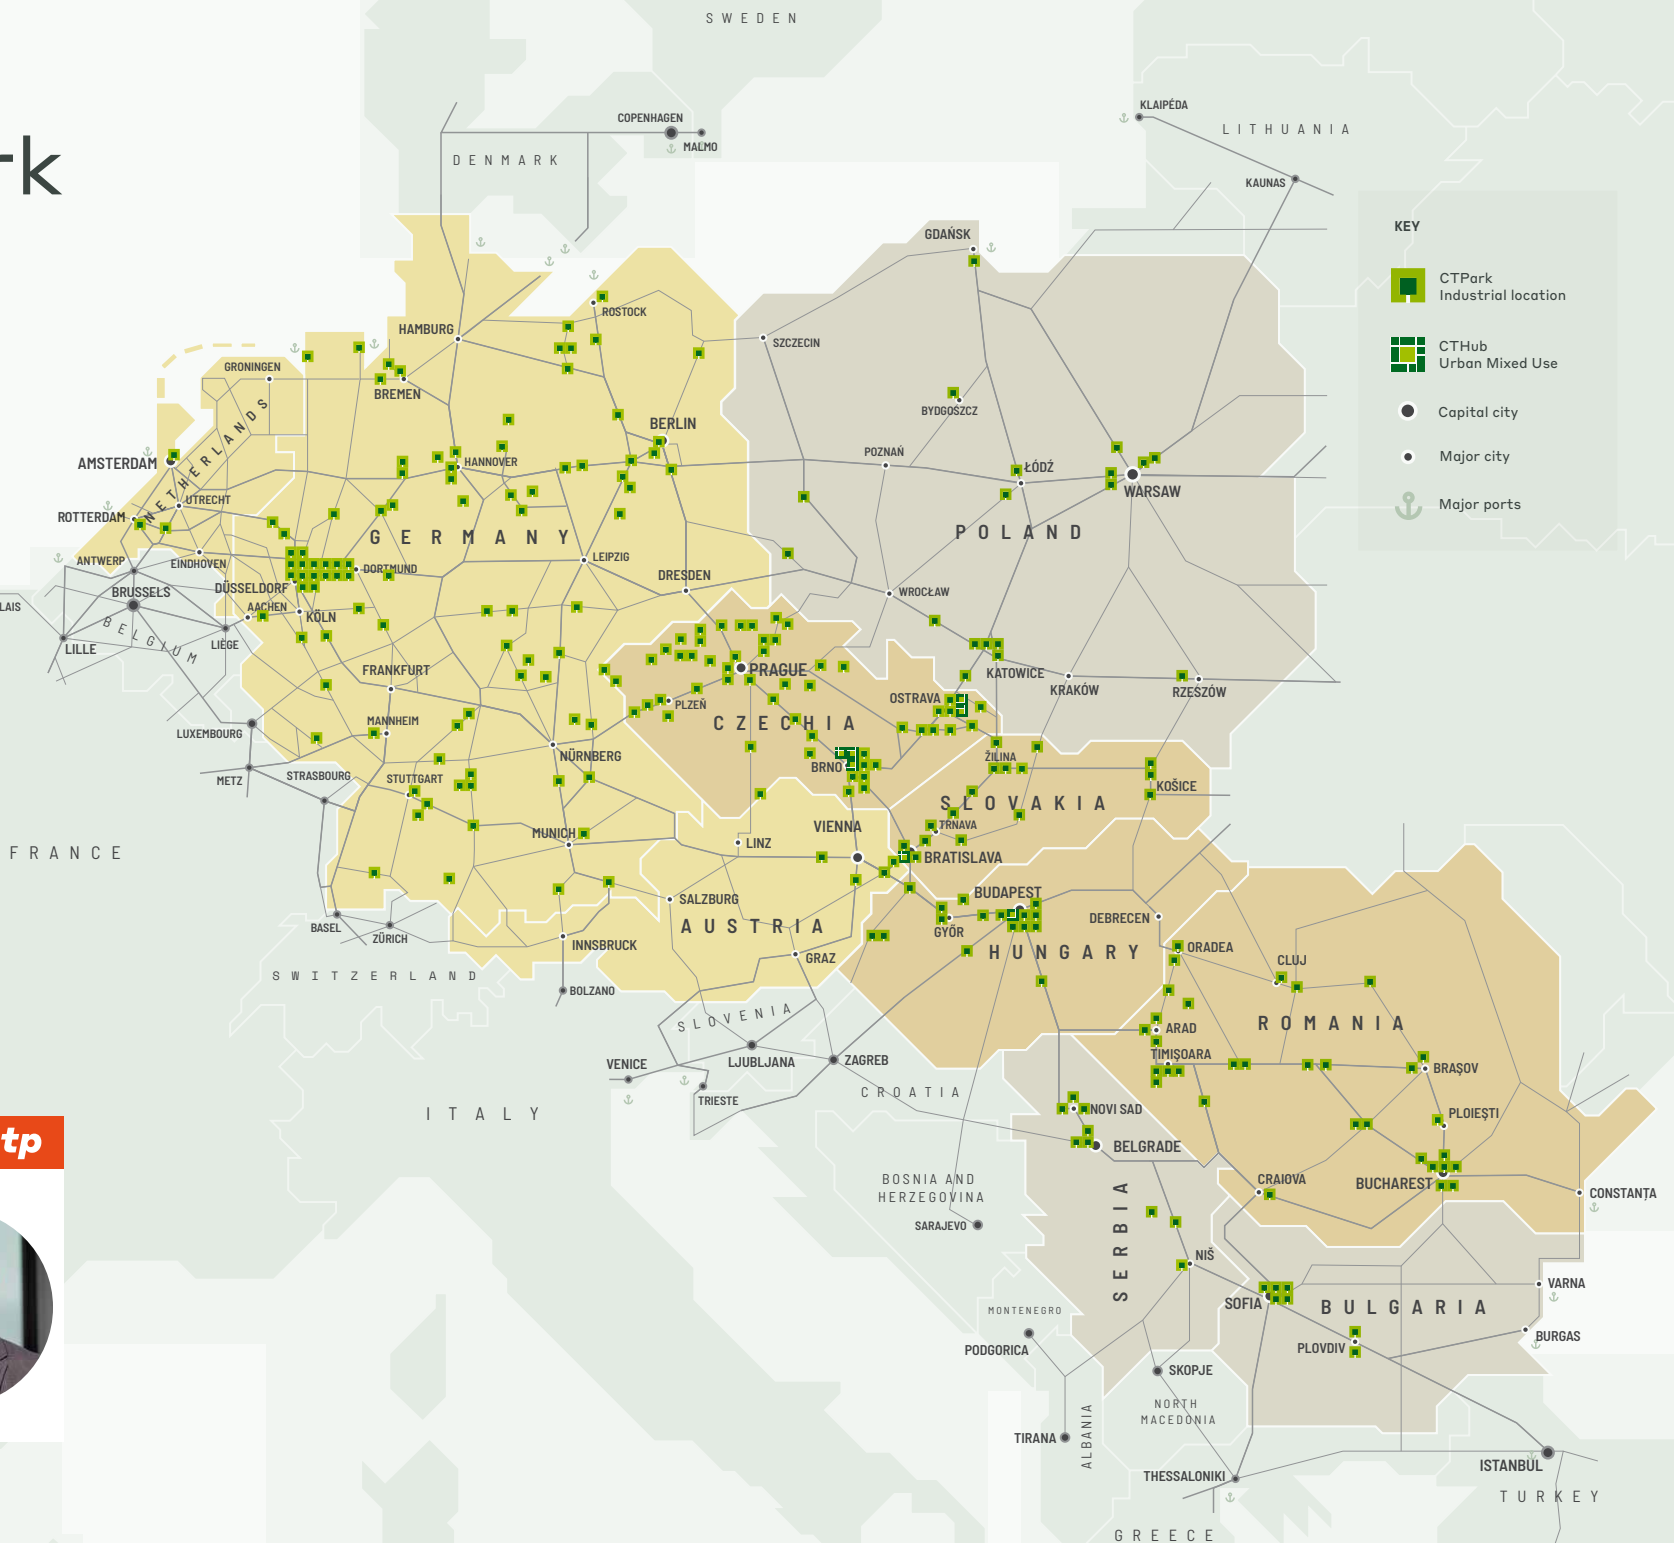 rk
SWEDEN
COPENHAGEN
MALMO
DENMARK
KLAIPĖDA
LITHUANIA
KAUNAS
KEY
CTPark
Industrial location
CTHub
Urban Mixed Use
Capital city
Major city
Major ports
GDAŃSK
ROSTOCK
HAMBURG
SZCZECIN
GRONINGEN
BREMEN
BYDGOSZCZ
BERLIN
NETHERLANDS
AMSTERDAM
HANNOVER
POZNAŃ
ŁÓDŹ
WARSAW
UTRECHT
ROTTERDAM
GERMANY
POLAND
ANTWERP
EINDHOVEN
LEIPZIG
DORTMUND
DRESDEN
BRUSSELS
DÜSSELDORF
WROCŁAW
LAIS
AACHEN
KÖLN
BELGIUM
LIÈGE
LILLE
FRANKFURT
PRAGUE
KATOWICE
KRAKÓW
RZESZÓW
OSTRAVA
PLZEŇ
CZECHIA
MANNHEIM
LUXEMBOURG
NÜRNBERG
ŽILINA
BRNO
METZ
STRASBOURG
STUTTGART
KOŠICE
SLOVAKIA
TRNAVA
VIENNA
MUNICH
LINZ
BRATISLAVA
FRANCE
BUDAPEST
SALZBURG
DEBRECEN
BASEL
ZÜRICH
AUSTRIA
GYÖR
INNSBRUCK
GRAZ
HUNGARY
ORADEA
CLUJ
SWITZERLAND
BOLZANO
SLOVENIA
ROMANIA
ARAD
TIMIŞOARA
VENICE
LJUBLJANA
ZAGREB
BRAŞOV
TRIESTE
CROATIA
NOVI SAD
ITALY
PLOIEŞTI
tp
BELGRADE
BOSNIA AND
HERZEGOVINA
CRAIOVA
BUCHAREST
CONSTANŢA
SARAJEVO
SERBIA
NIŠ
VARNA
SOFIA
BULGARIA
MONTENEGRO
BURGAS
PODGORICA
PLOVDIV
SKOPJE
NORTH
MACEDONIA
ALBANIA
TIRANA
ISTANBUL
THESSALONIKI
TURKEY
GREECE